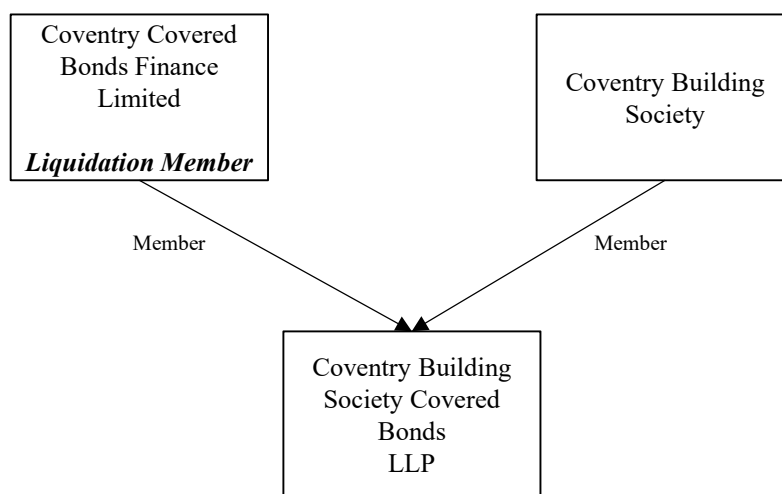 Coventry Covered
Bonds Finance
Limited
Liquidation Member
Coventry Building
Society
Member
Member
Coventry Building
Society Covered
Bonds
LLP